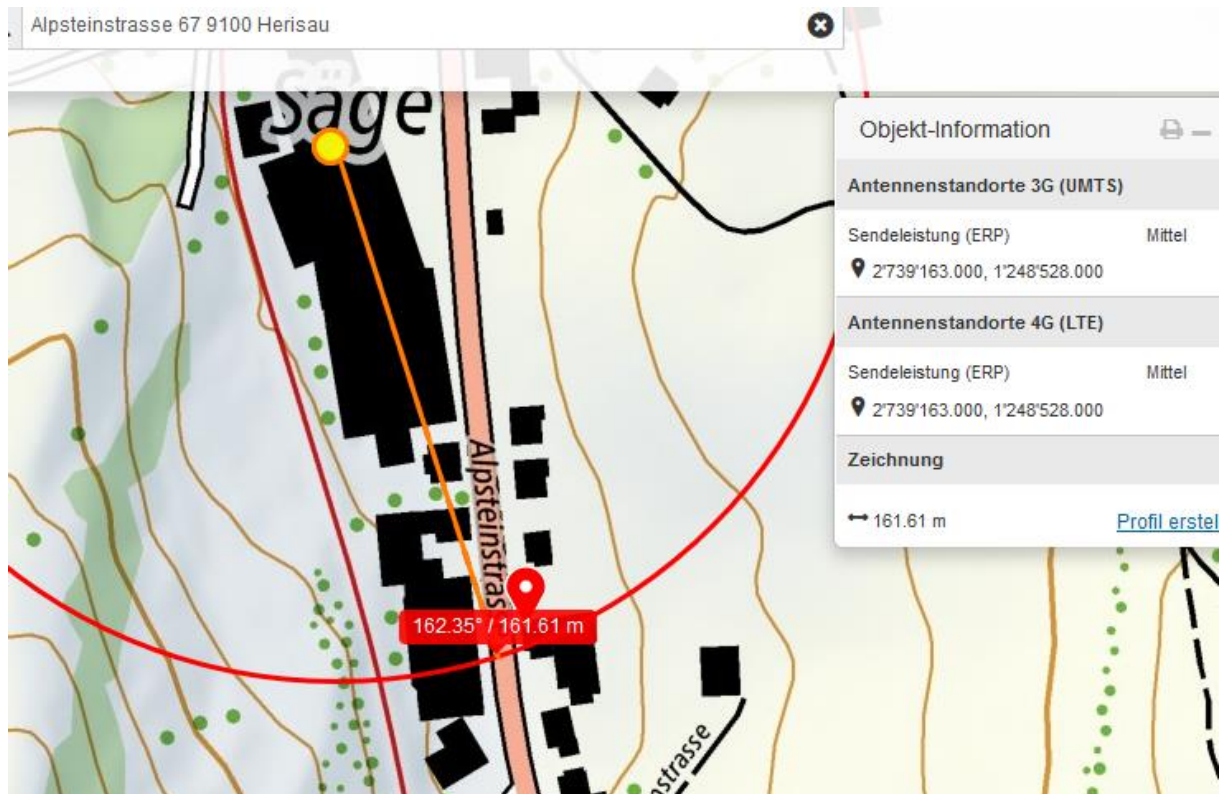 Alpsteinstrasse 67 9100 Herisau
Säge
Objekt-Information
Antennenstandorte 3G (UMTS)
Sendeleistung (ERP) Mittel
2'739'163.000, 1'248'528.000
Antennenstandorte 4G (LTE)
Sendeleistung (ERP) Mittel
2'739'163.000, 1'248'528.000
Zeichnung
161.61 m Profil erstel
Alpsteinstras
162.35° / 161.61 m
nstrasse